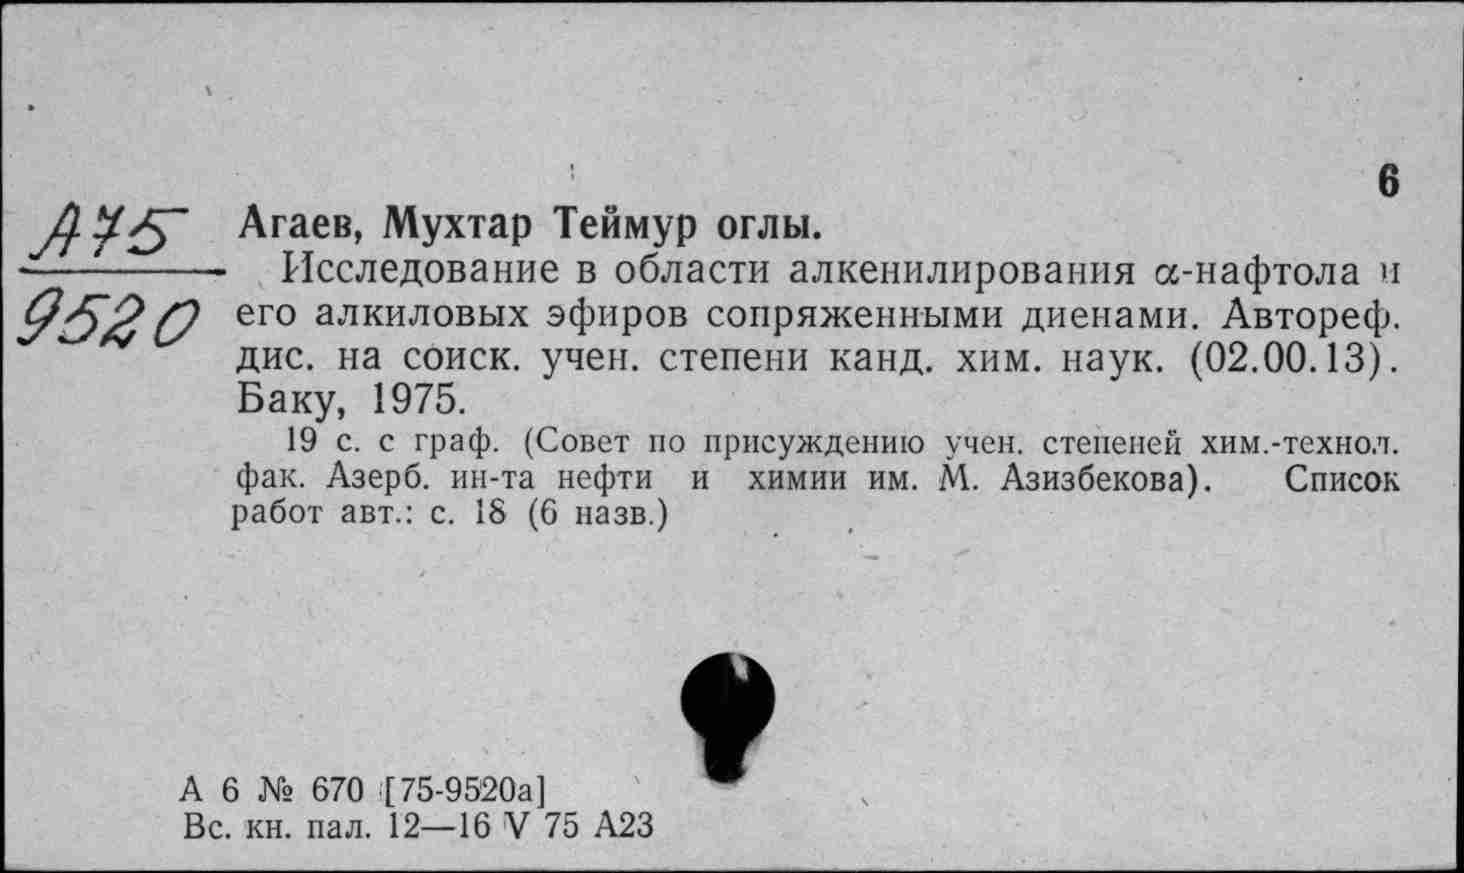 6
А75
9520
Агаев, Мухтар Теймур оглы.
Исследование в области алкенилирования α-нафтола и
его алкиловых эфиров сопряженными диенами. Автореф.
дис. на соиск. учен. степени канд. хим. наук. (02.00.13).
Баку, 1975.
19 с. с граф. (Совет по присуждению учен. степеней хим.-технол.
фак. Азерб. ин-та нефти и химии им. М. Азизбекова). Список
работ авт.: с. 18 (6 назв.)
А 6 № 670 [75-9520а]
Вс. кн. пал. 12—16 V 75 А23